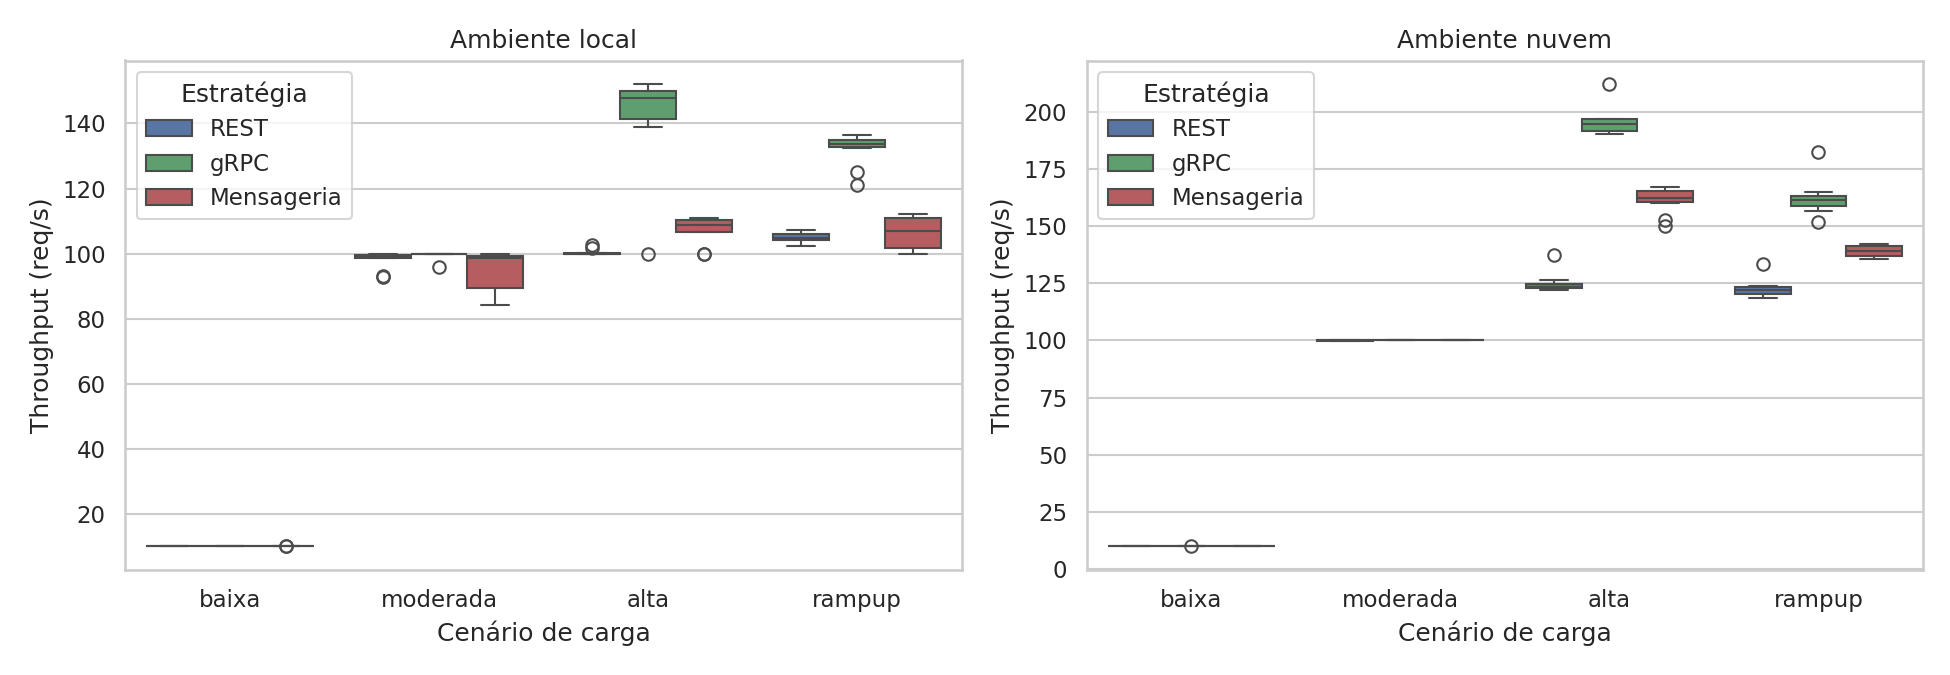 Ambiente local
Estratégia
REST
gRPC
Mensageria
Throughput (req/s)
140
120
100
80
60
40
20
baixa
moderada
alta
rampup
Cenário de carga
Ambiente nuvem
Estratégia
REST
gRPC
Mensageria
Throughput (req/s)
200
175
150
125
100
75
50
25
0
baixa
moderada
alta
rampup
Cenário de carga